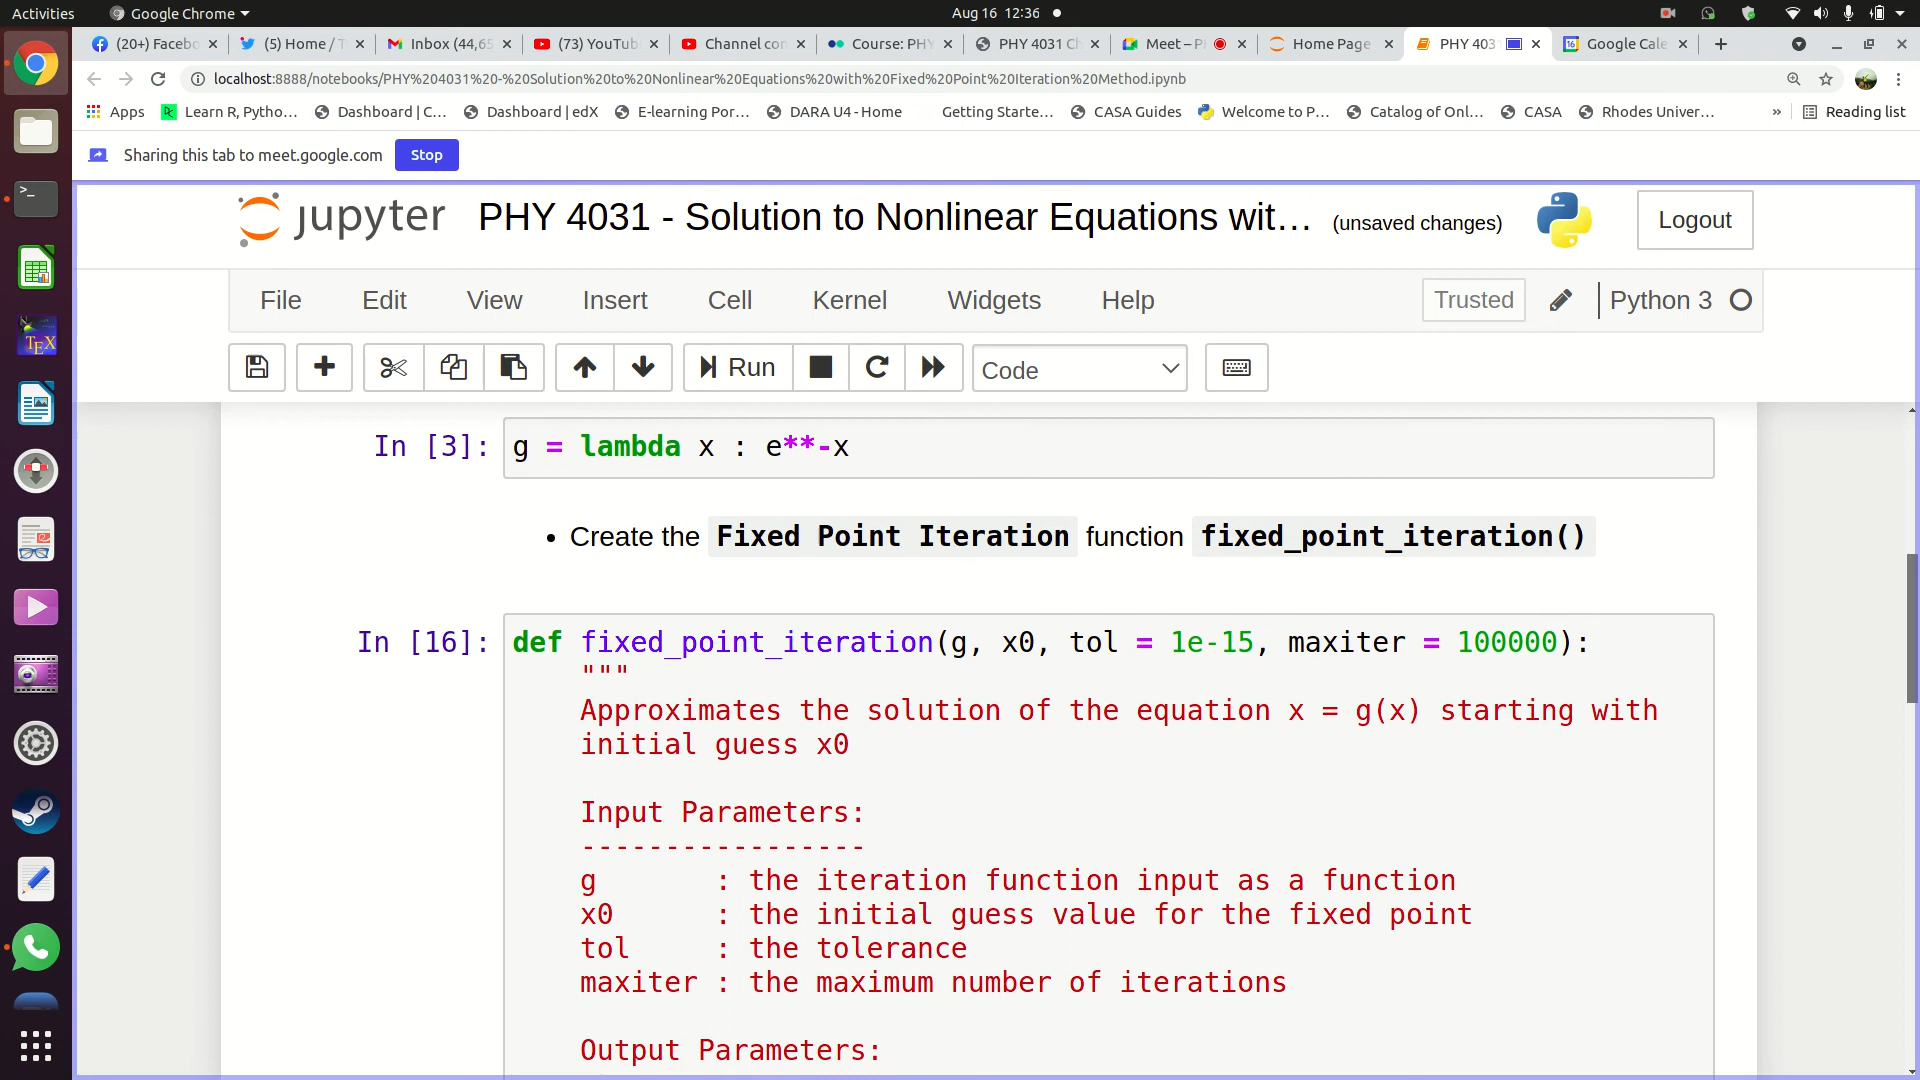 Activities Google Chrome Aug 16 12:36
(20+) Facebo (5) Home / T Inbox (44,65 (73) YouTub Channel con Course: PHY PHY 4031 Ch Meet – P Home Page PHY 403 Google Cale
localhost:8888/notebooks/PHY%204031%20-%20Solution%20to%20Nonlinear%20Equations%20with%20Fixed%20Point%20Iteration%20Method.ipynb
Apps Learn R, Pytho… Dashboard | C… Dashboard | edX E-learning Por… DARA U4 - Home Getting Starte… CASA Guides Welcome to P… Catalog of Onl… CASA Rhodes Univer… » Reading list
Sharing this tab to meet.google.com Stop
jupyter PHY 4031 - Solution to Nonlinear Equations wit… (unsaved changes) Logout
File Edit View Insert Cell Kernel Widgets Help Trusted Python 3
Run Code
In [3]: g = lambda x : e**-x
• Create the Fixed Point Iteration function fixed_point_iteration()
In [16]: def fixed_point_iteration(g, x0, tol = 1e-15, maxiter = 100000):
"""
Approximates the solution of the equation x = g(x) starting with
initial guess x0
Input Parameters:
-----------------
g : the iteration function input as a function
x0 : the initial guess value for the fixed point
tol : the tolerance
maxiter : the maximum number of iterations
Output Parameters: